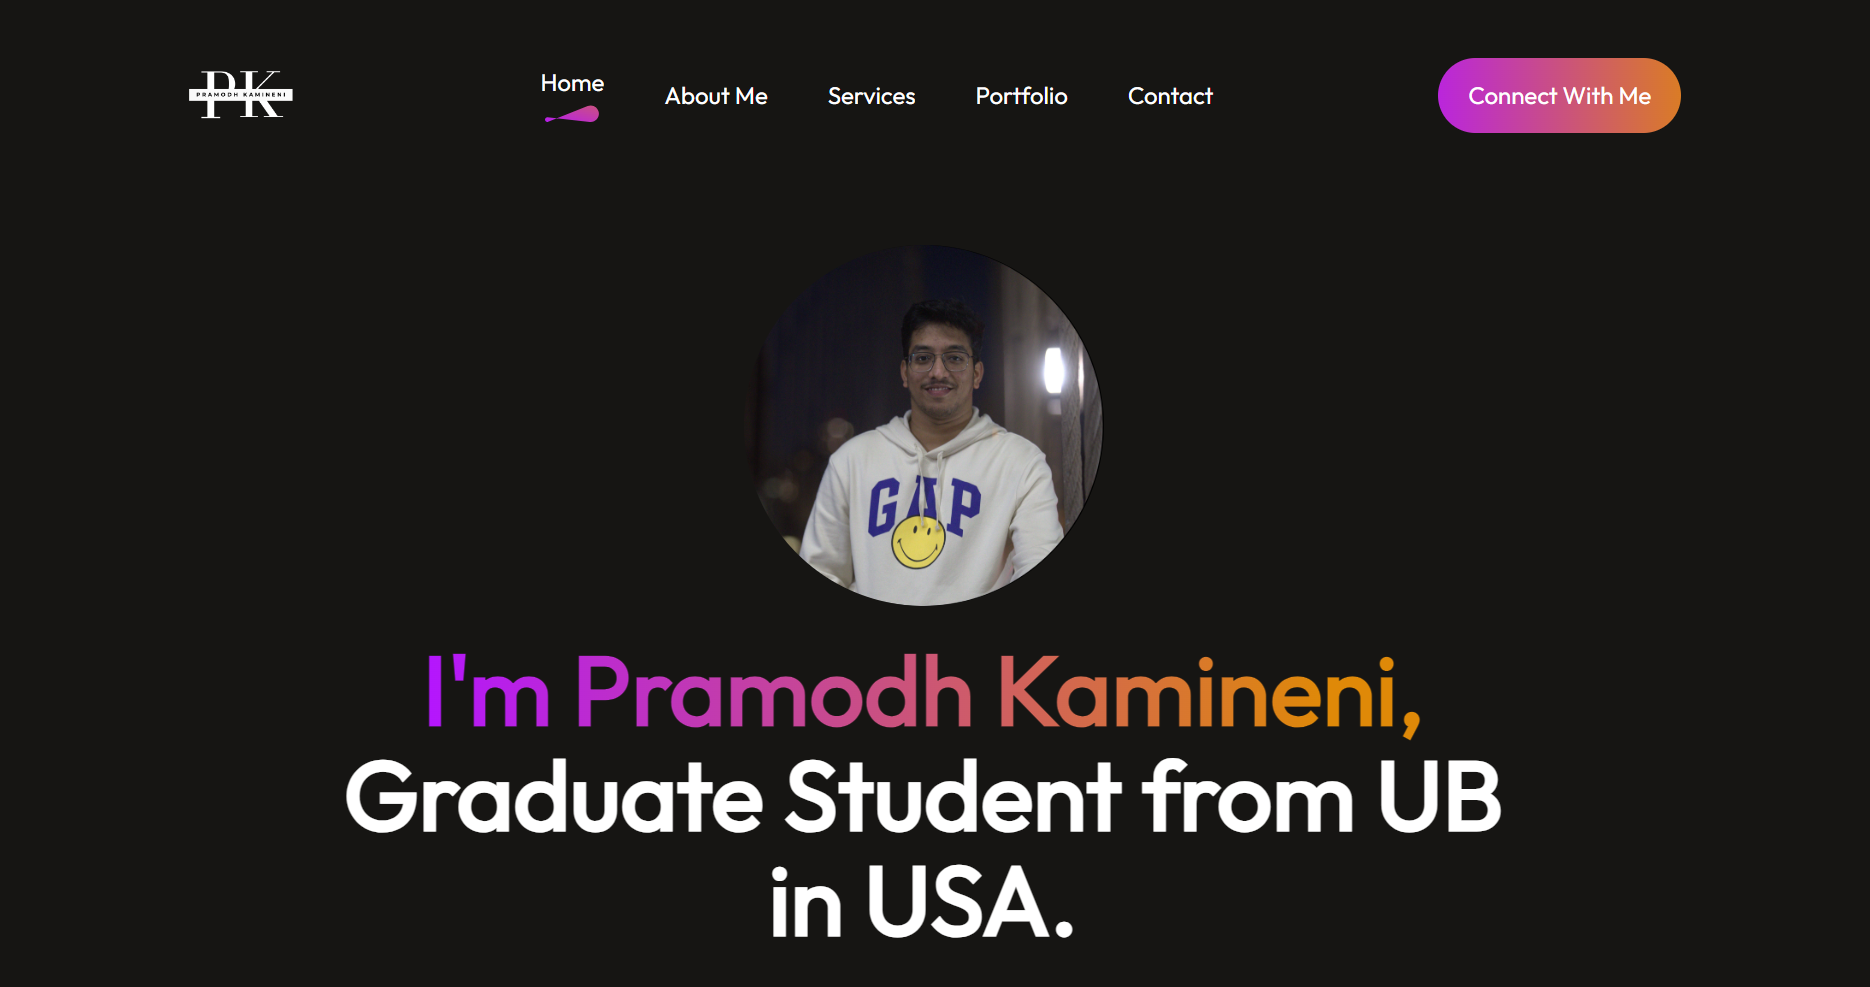 PK
PRAMODH KAMINENI
Home
About Me
Services
Portfolio
Contact
Connect With Me
GAP
I'm Pramodh Kamineni,
Graduate Student from UB
in USA.